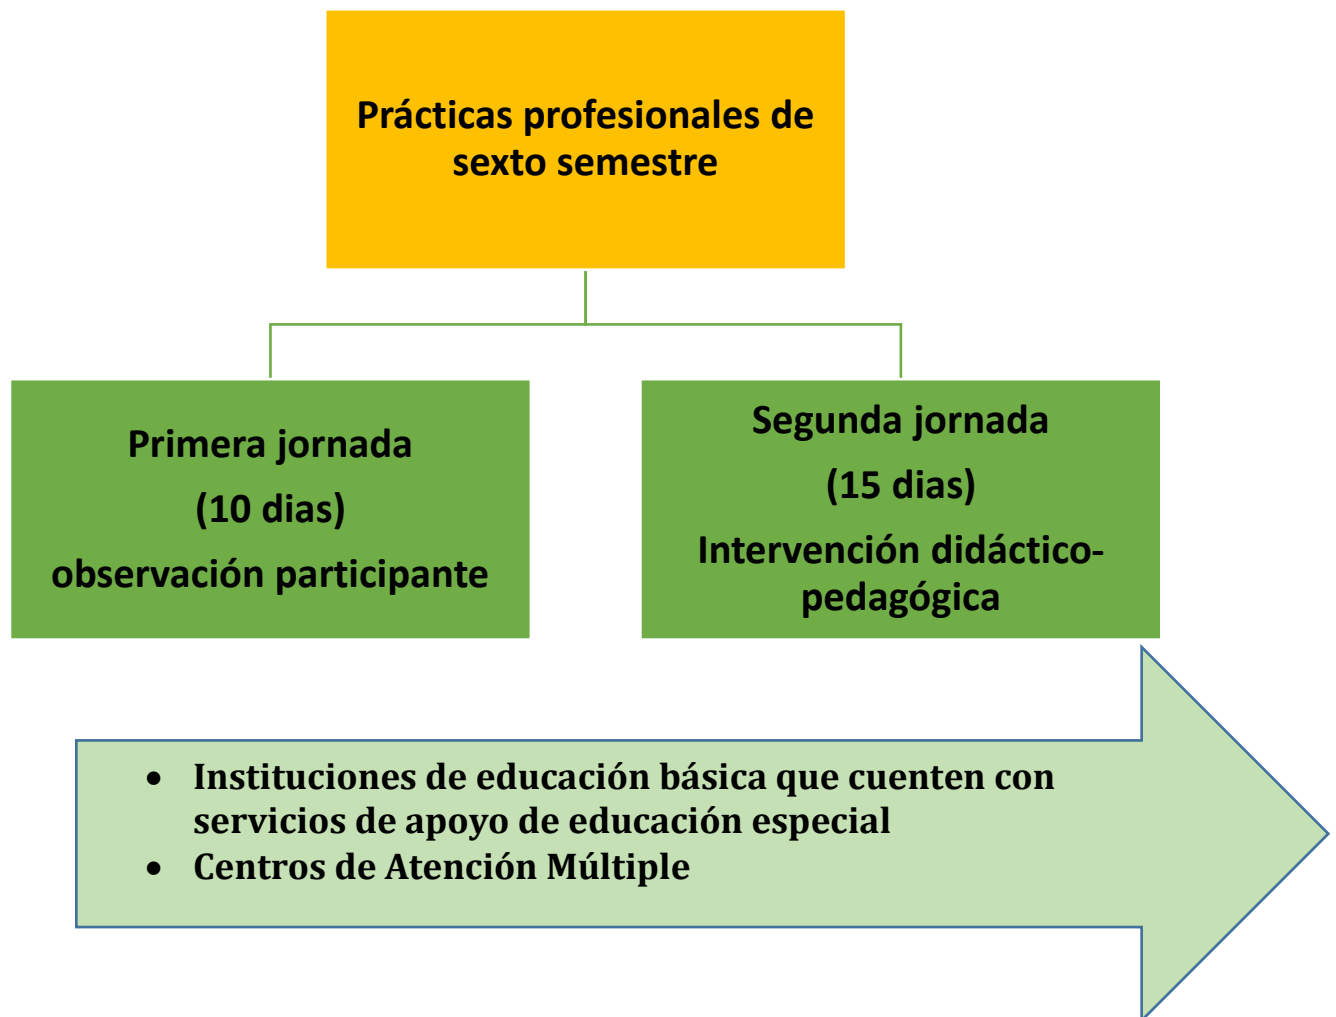 Prácticas profesionales de
sexto semestre
Primera jornada
(10 dias)
observación participante
Segunda jornada
(15 dias)
Intervención didáctico-
pedagógica
• Instituciones de educación básica que cuenten con
servicios de apoyo de educación especial
• Centros de Atención Múltiple